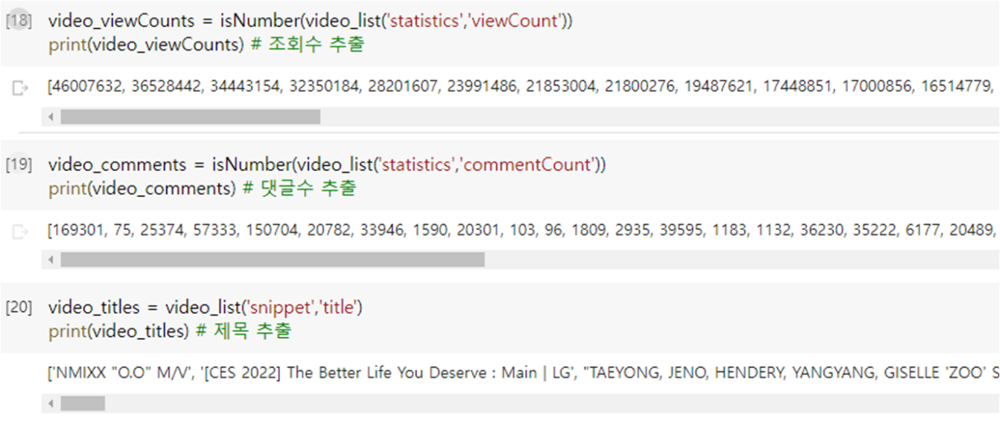 [18] video_viewCounts = isNumber(video_list('statistics','viewCount'))
print(video_viewCounts) # 조회수 추출
[46007632, 36528442, 34443154, 32350184, 28201607, 23991486, 21853004, 21800276, 19487621, 17448851, 17000856, 16514779,
[19] video_comments = isNumber(video_list('statistics','commentCount'))
print(video_comments) # 댓글수 추출
[169301, 75, 25374, 57333, 150704, 20782, 33946, 1590, 20301, 103, 96, 1809, 2935, 39595, 1183, 1132, 36230, 35222, 6177, 20489,
[20] video_titles = video_list('snippet','title')
print(video_titles) # 제목 추출
['NMIXX "O.O" M/V', '[CES 2022] The Better Life You Deserve : Main | LG', "TAEYONG, JENO, HENDERY, YANGYANG, GISELLE 'ZOO' S